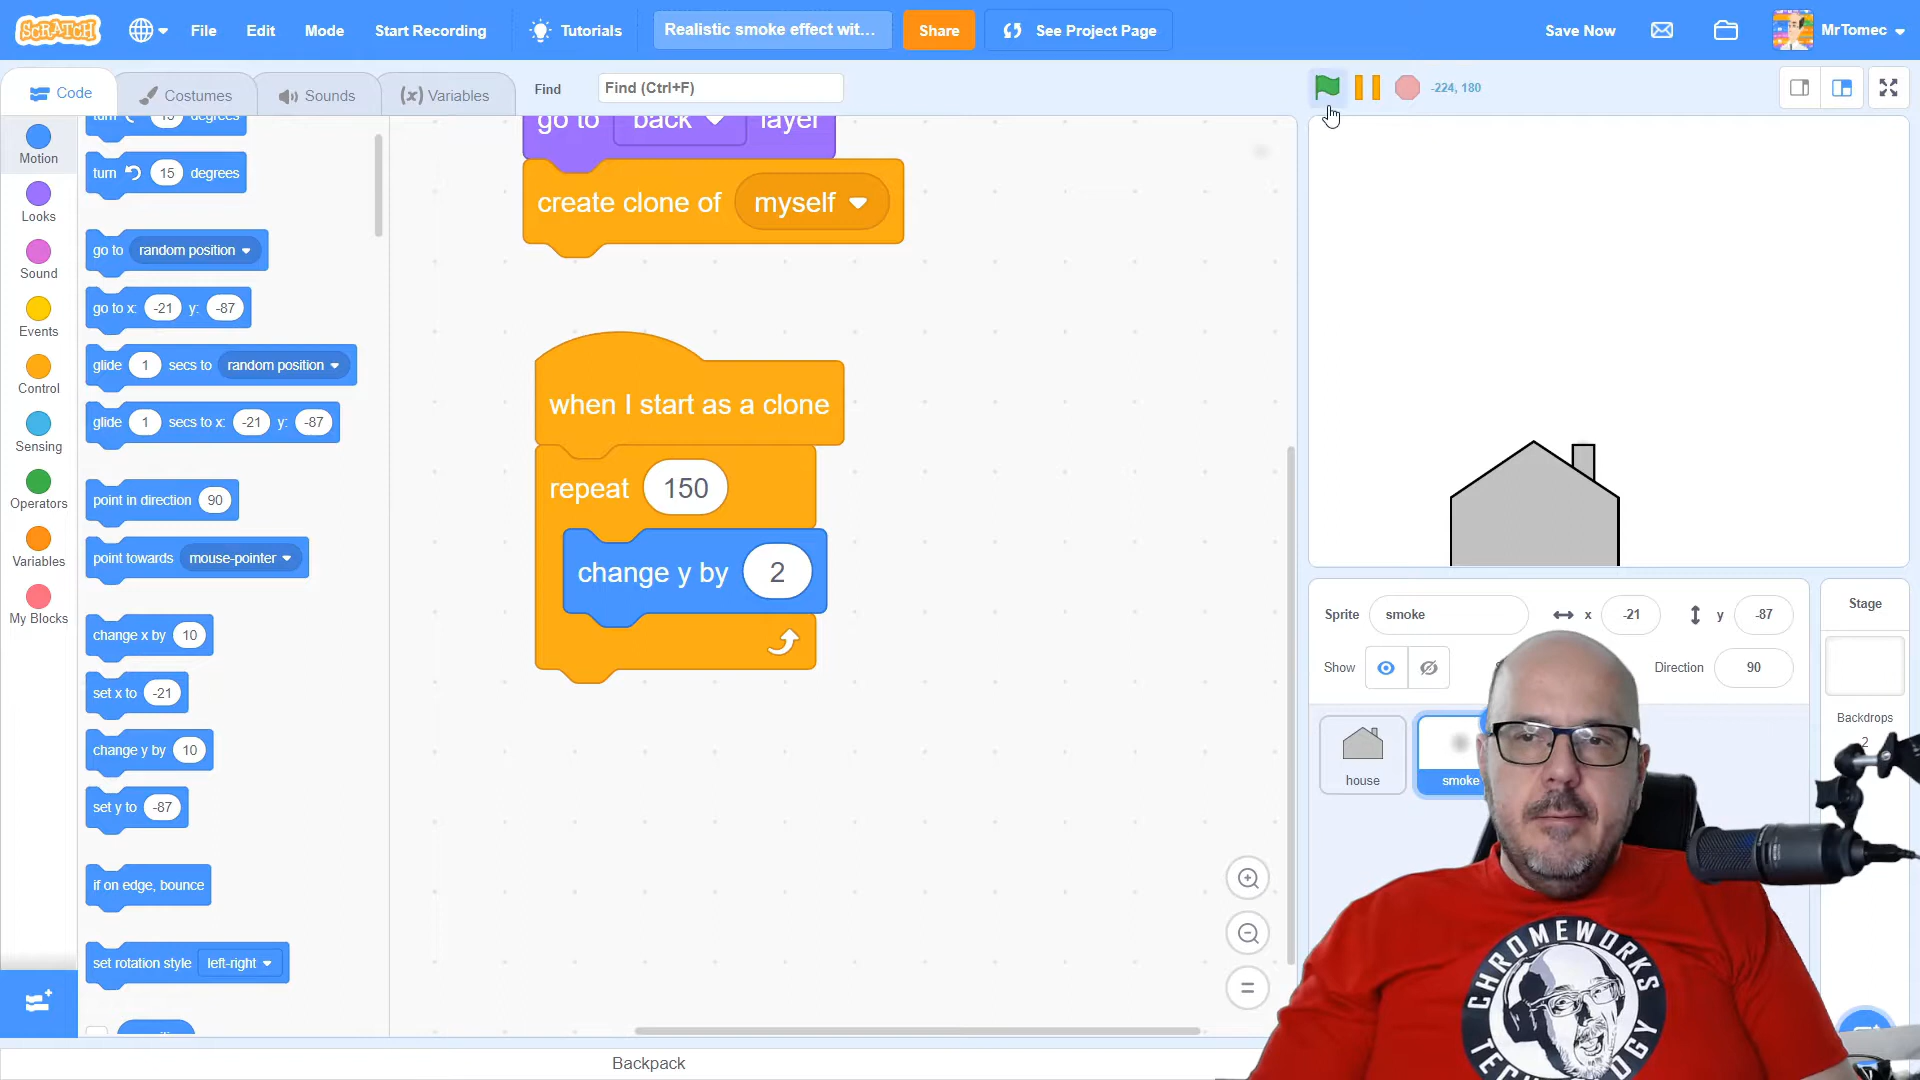 SCRATCH File Edit Mode Start Recording Tutorials Realistic smoke effect wit... Share See Project Page Save Now MrTomec
Code Costumes Sounds (x) Variables Find Find (Ctrl+F) -224, 180
Motion
Looks
Sound
Events
Control
Sensing
Operators
Variables
My Blocks
turn 15 degrees
turn 15 degrees
go to random position
go to x: -21 y: -87
glide 1 secs to random position
glide 1 secs to x: -21 y: -87
point in direction 90
point towards mouse-pointer
change x by 10
set x to -21
change y by 10
set y to -87
if on edge, bounce
set rotation style left-right
go to back layer
create clone of myself
when I start as a clone
repeat 150
change y by 2
Sprite smoke x -21 y -87
Show Direction 90
house
smoke
Stage
Backdrops
2
CHROMEWORKS
Backpack